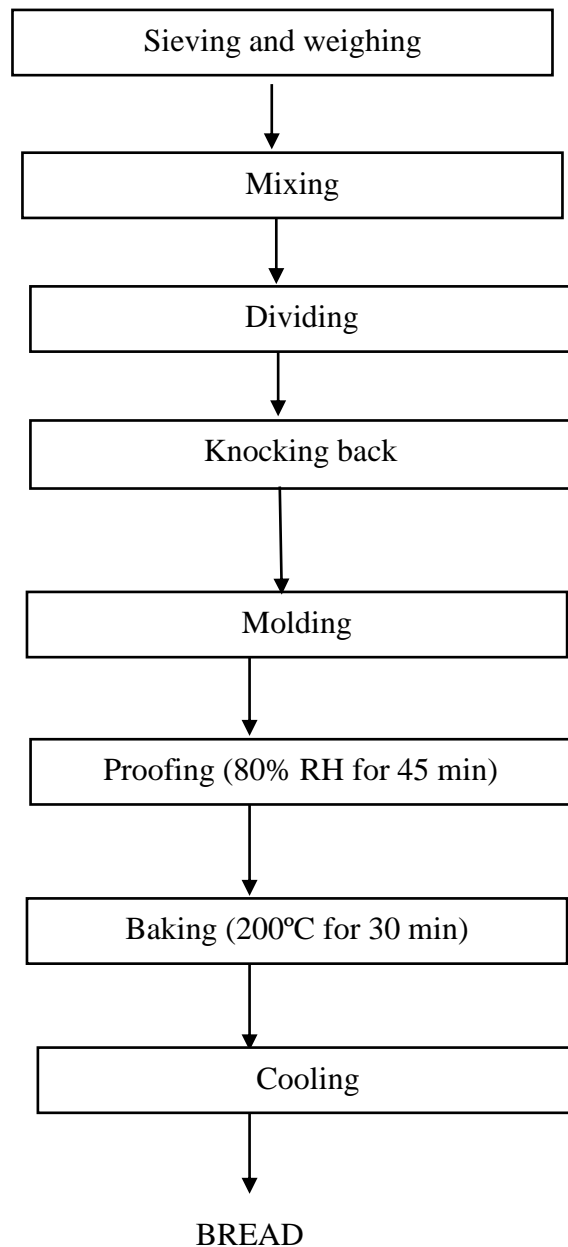 Sieving and weighing
Mixing
Dividing
Knocking back
Molding
Proofing (80% RH for 45 min)
Baking (200ºC for 30 min)
Cooling
BREAD